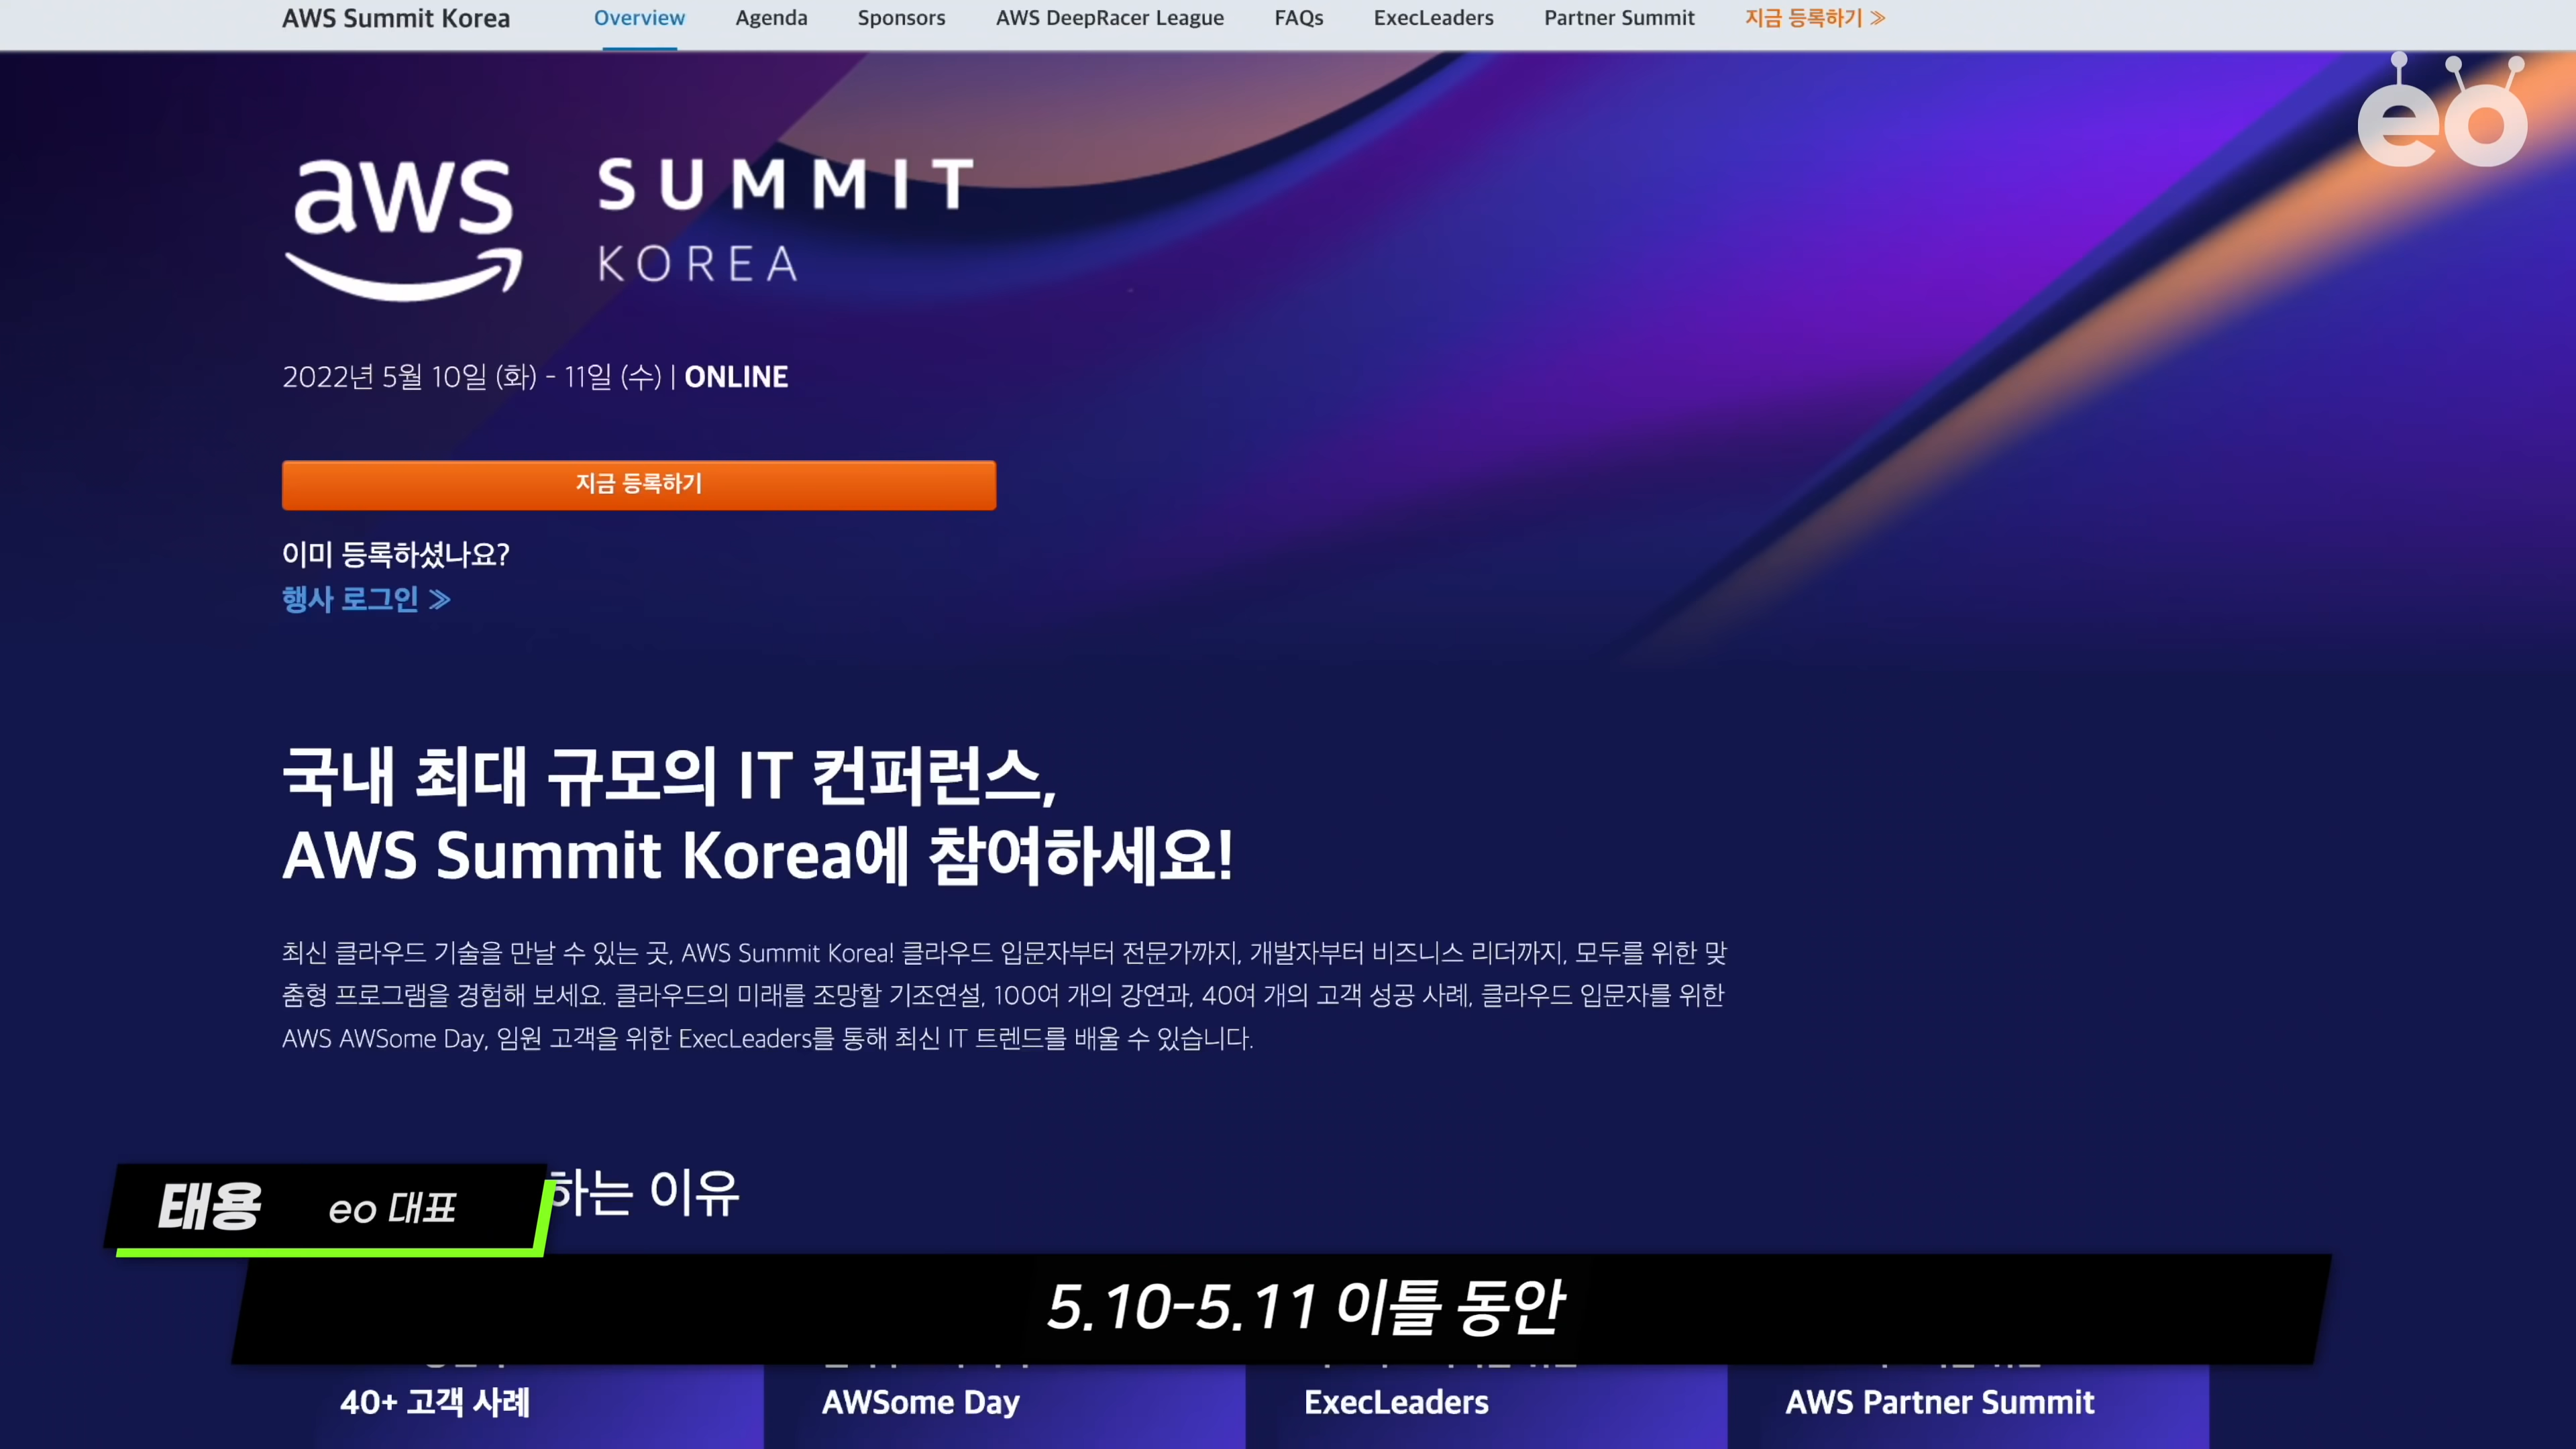 AWS Summit Korea
Overview
Agenda
Sponsors
AWS DeepRacer League
FAQs
ExecLeaders
Partner Summit
지금 등록하기 ≫
eo
aws
SUMMIT
KOREA
2022년 5월 10일 (화) - 11일 (수) | ONLINE
지금 등록하기
이미 등록하셨나요?
행사 로그인 ≫
국내 최대 규모의 IT 컨퍼런스,
AWS Summit Korea에 참여하세요!
최신 클라우드 기술을 만날 수 있는 곳, AWS Summit Korea! 클라우드 입문자부터 전문가까지, 개발자부터 비즈니스 리더까지, 모두를 위한 맞
춤형 프로그램을 경험해 보세요. 클라우드의 미래를 조망할 기조연설, 100여 개의 강연과, 40여 개의 고객 성공 사례, 클라우드 입문자를 위한
AWS AWSome Day, 임원 고객을 위한 ExecLeaders를 통해 최신 IT 트렌드를 배울 수 있습니다.
하는 이유
태용 eo 대표
5.10-5.11 이틀 동안
40+ 고객 사례
AWSome Day
ExecLeaders
AWS Partner Summit